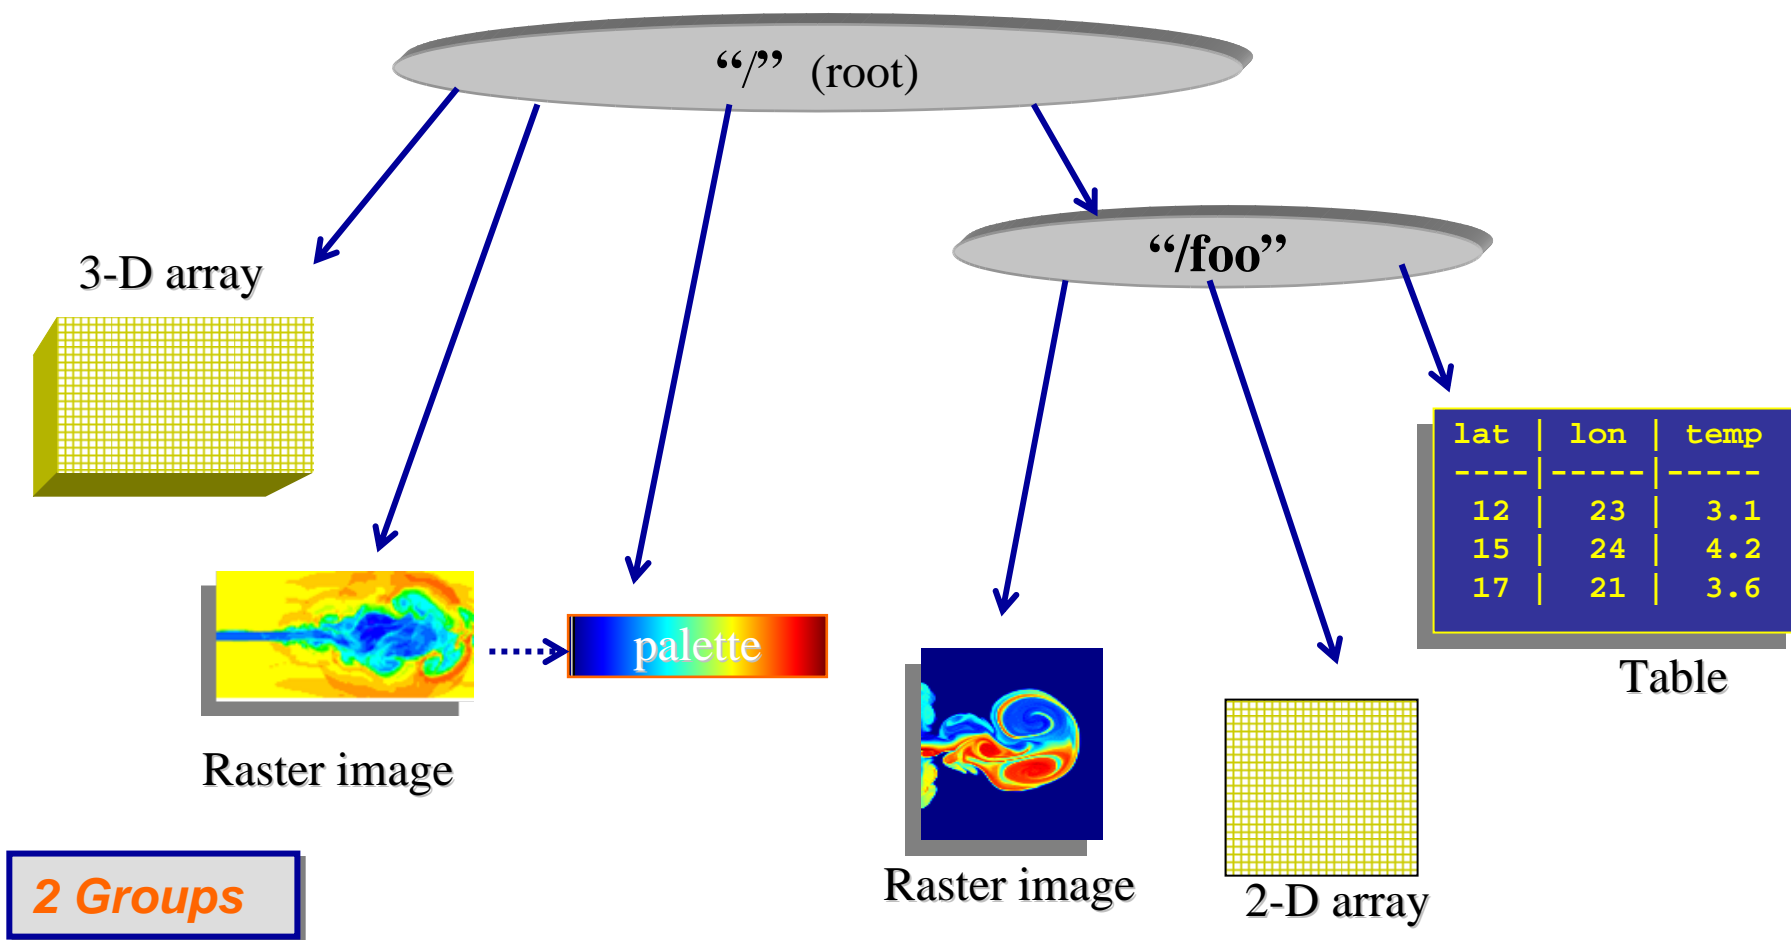 “/” (root)
“/foo”
3-D array
lat | lon | temp
----|-----|-----
12 | 23 | 3.1
15 | 24 | 4.2
17 | 21 | 3.6
palette
Table
Raster image
Raster image
2-D array
2 Groups